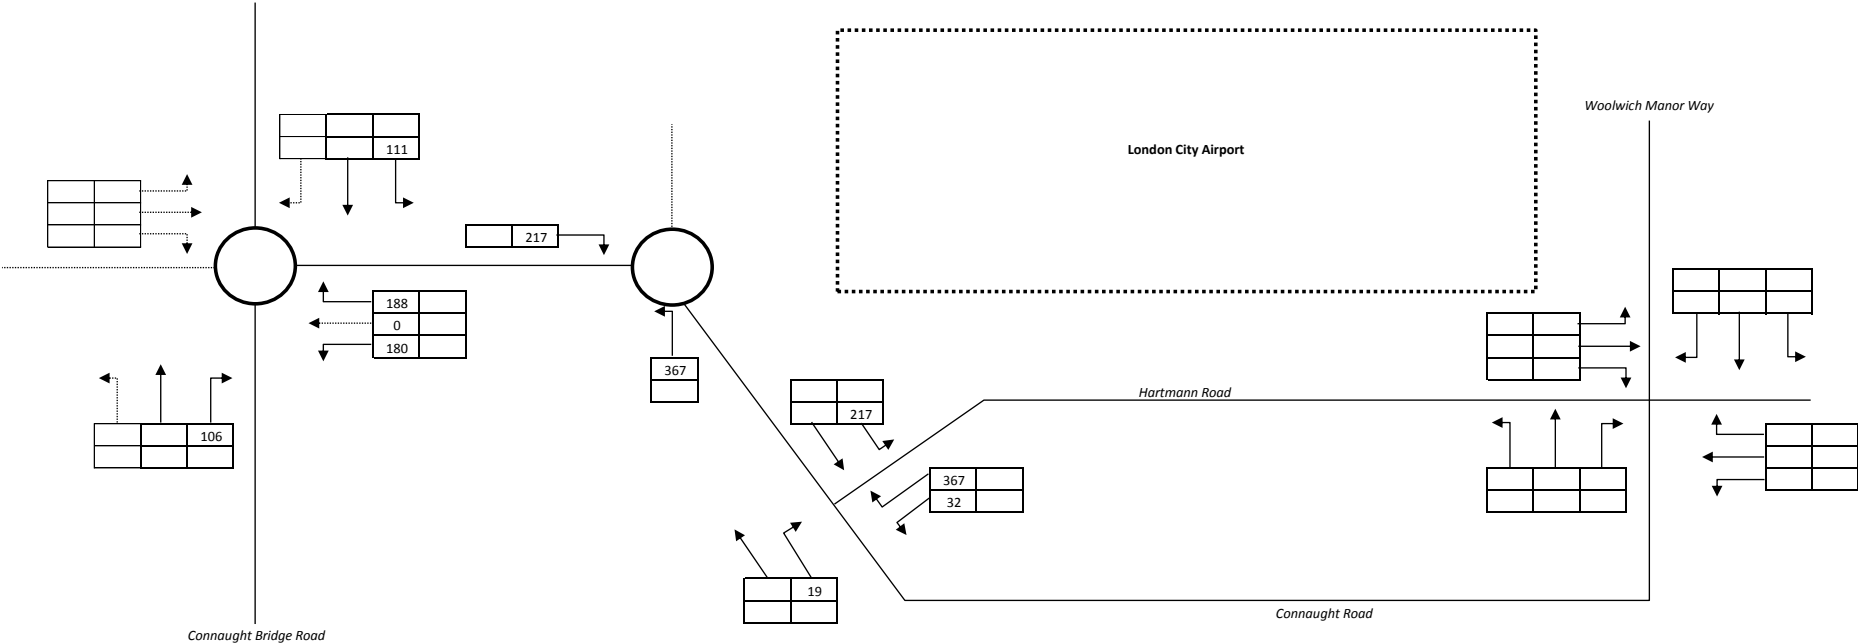 Woolwich Manor Way
London City Airport
111
217
188
0
180
367
Hartmann Road
217
106
367
32
19
Connaught Road
Connaught Bridge Road